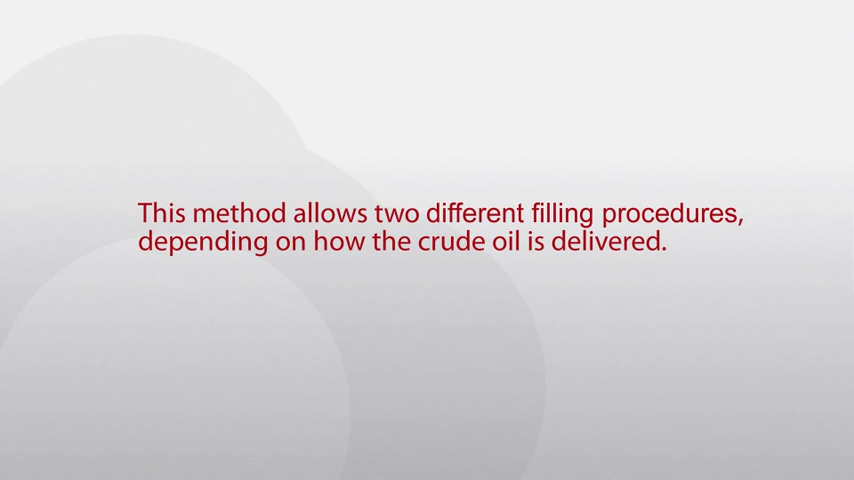 This method allows two different filling procedures,
depending on how the crude oil is delivered.